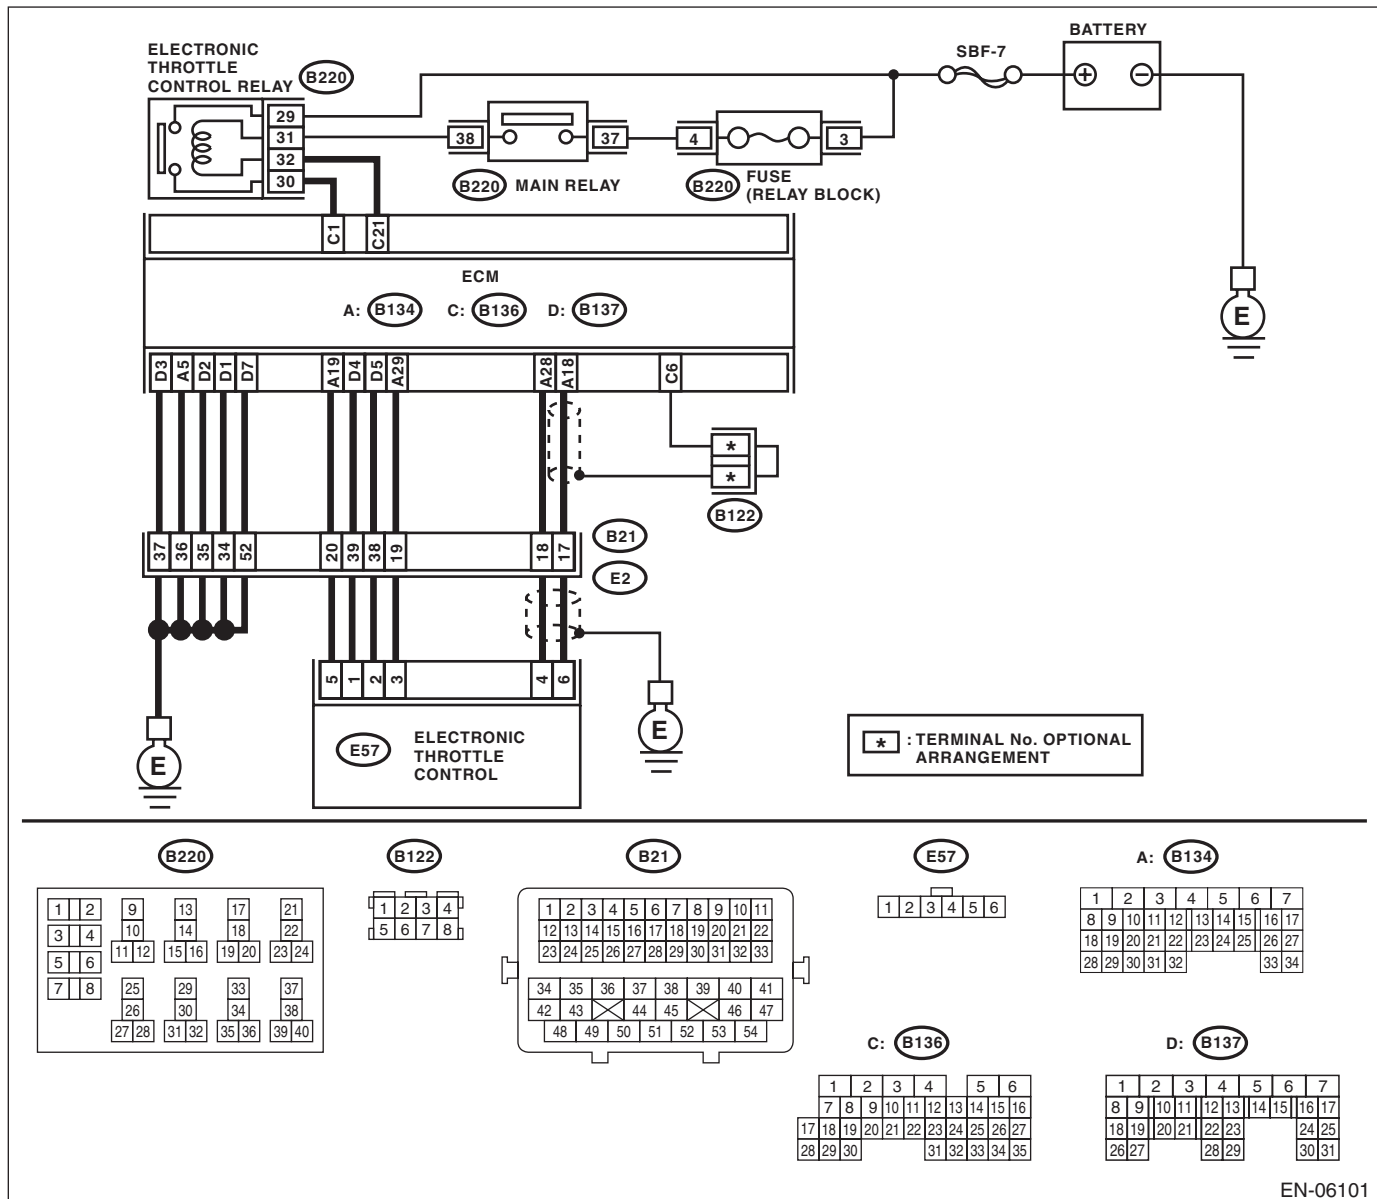 ELECTRONIC
THROTTLE
CONTROL RELAY
B220
29
31
32
30
38
37
B220 MAIN RELAY
4
3
B220
FUSE
(RELAY BLOCK)
SBF-7
BATTERY
+ −
E
C1 C21
ECM
A: B134 C: B136 D: B137
D3 A5 D2 D1 D7 A19 D4 D5 A29 A28 A18 C6
*
*
B122
37 36 35 34 52 20 39 38 19 18 17
B21
E2
5 1 2 3 4 6
E57
ELECTRONIC
THROTTLE
CONTROL
E
E
* : TERMINAL No. OPTIONAL
ARRANGEMENT
B220
1 2
3 4
5 6
7 8
9
10
11 12
13
14
15 16
17
18
19 20
21
22
23 24
25
26
27 28
29
30
31 32
33
34
35 36
37
38
39 40
B122
1 2 3 4
5 6 7 8
B21
1 2 3 4 5 6 7 8 9 10 11
12 13 14 15 16 17 18 19 20 21 22
23 24 25 26 27 28 29 30 31 32 33
34 35 36 37 38 39 40 41
42 43 44 45 46 47
48 49 50 51 52 53 54
E57
1 2 3 4 5 6
A: B134
1 2 3 4 5 6 7
8 9 10 11 12 13 14 15 16 17
18 19 20 21 22 23 24 25 26 27
28 29 30 31 32 33 34
C: B136
1 2 3 4 5 6
7 8 9 10 11 12 13 14 15 16
17 18 19 20 21 22 23 24 25 26 27
28 29 30 31 32 33 34 35
D: B137
1 2 3 4 5 6 7
8 9 10 11 12 13 14 15 16 17
18 19 20 21 22 23 24 25
26 27 28 29 30 31
EN-06101